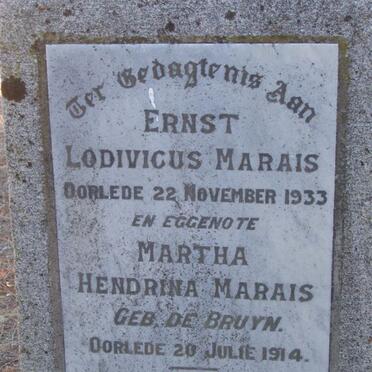 Ter Gedagtenis Aan
ERNST
LODIVICUS MARAIS
OORLEDE 22 NOVEMBER 1933
EN EGGENOTE
MARTHA
HENDRINA MARAIS
GEB. DE BRUYN.
OORLEDE 20 JULIE 1914.